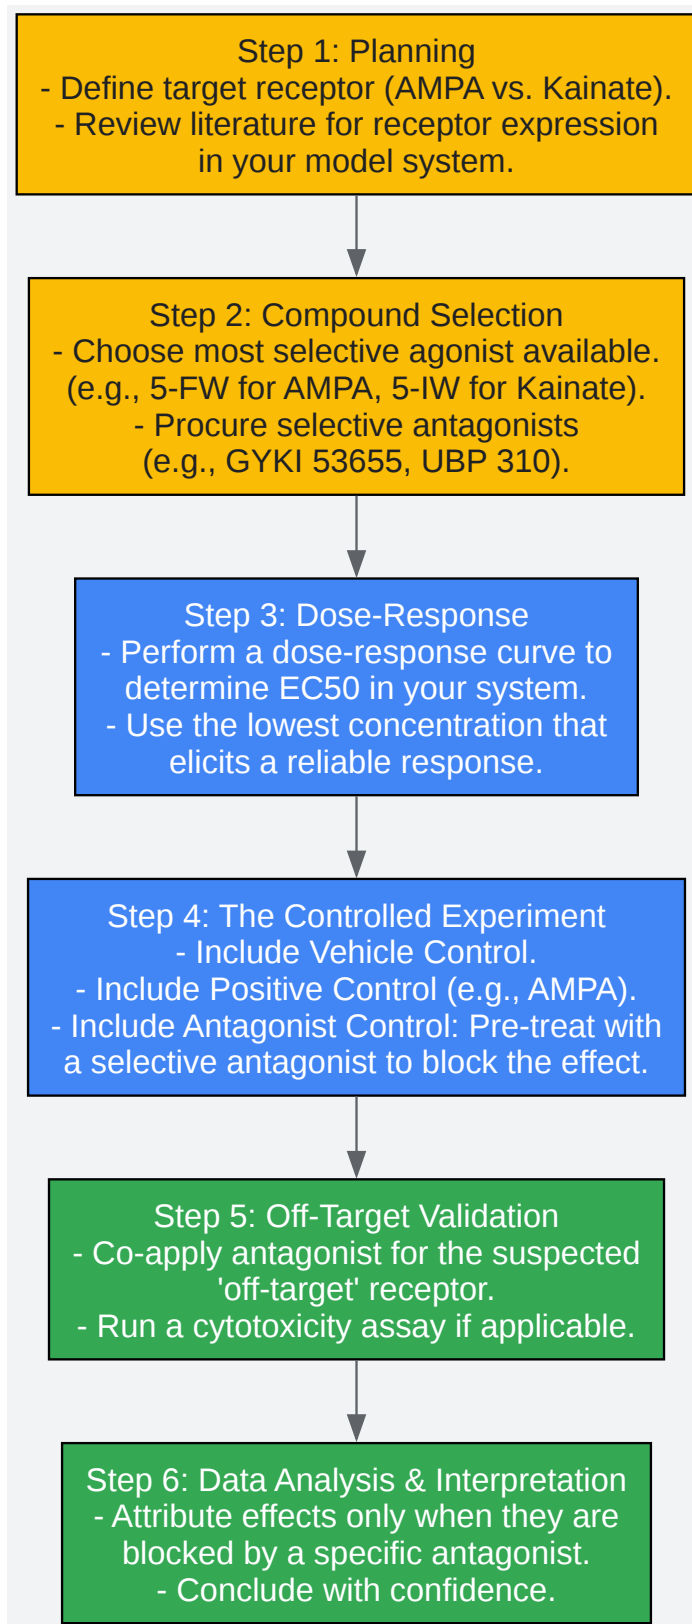 Step 1: Planning
- Define target receptor (AMPA vs. Kainate).
- Review literature for receptor expression
in your model system.
Step 2: Compound Selection
- Choose most selective agonist available.
(e.g., 5-FW for AMPA, 5-IW for Kainate).
- Procure selective antagonists
(e.g., GYKI 53655, UBP 310).
Step 3: Dose-Response
- Perform a dose-response curve to
determine EC50 in your system.
- Use the lowest concentration that
elicits a reliable response.
Step 4: The Controlled Experiment
- Include Vehicle Control.
- Include Positive Control (e.g., AMPA).
- Include Antagonist Control: Pre-treat with
a selective antagonist to block the effect.
Step 5: Off-Target Validation
- Co-apply antagonist for the suspected
'off-target' receptor.
- Run a cytotoxicity assay if applicable.
Step 6: Data Analysis & Interpretation
- Attribute effects only when they are
blocked by a specific antagonist.
- Conclude with confidence.